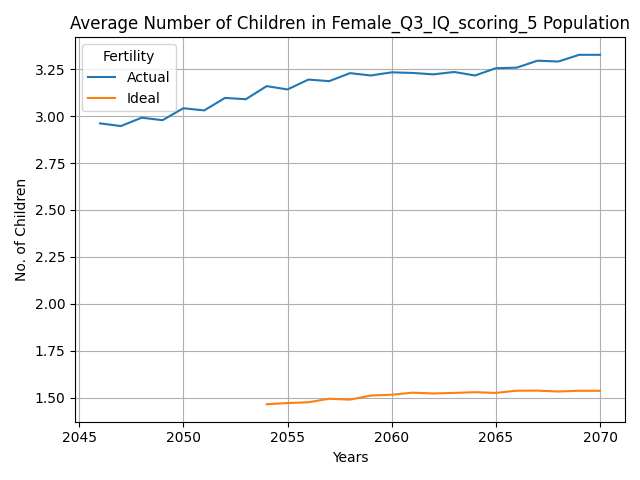 Average Number of Children in Female_Q3_IQ_scoring_5 Population
Fertility
Actual
Ideal
3.25
3.00
2.75
2.50
2.25
2.00
1.75
1.50
No. of Children
2045 2050 2055 2060 2065 2070
Years